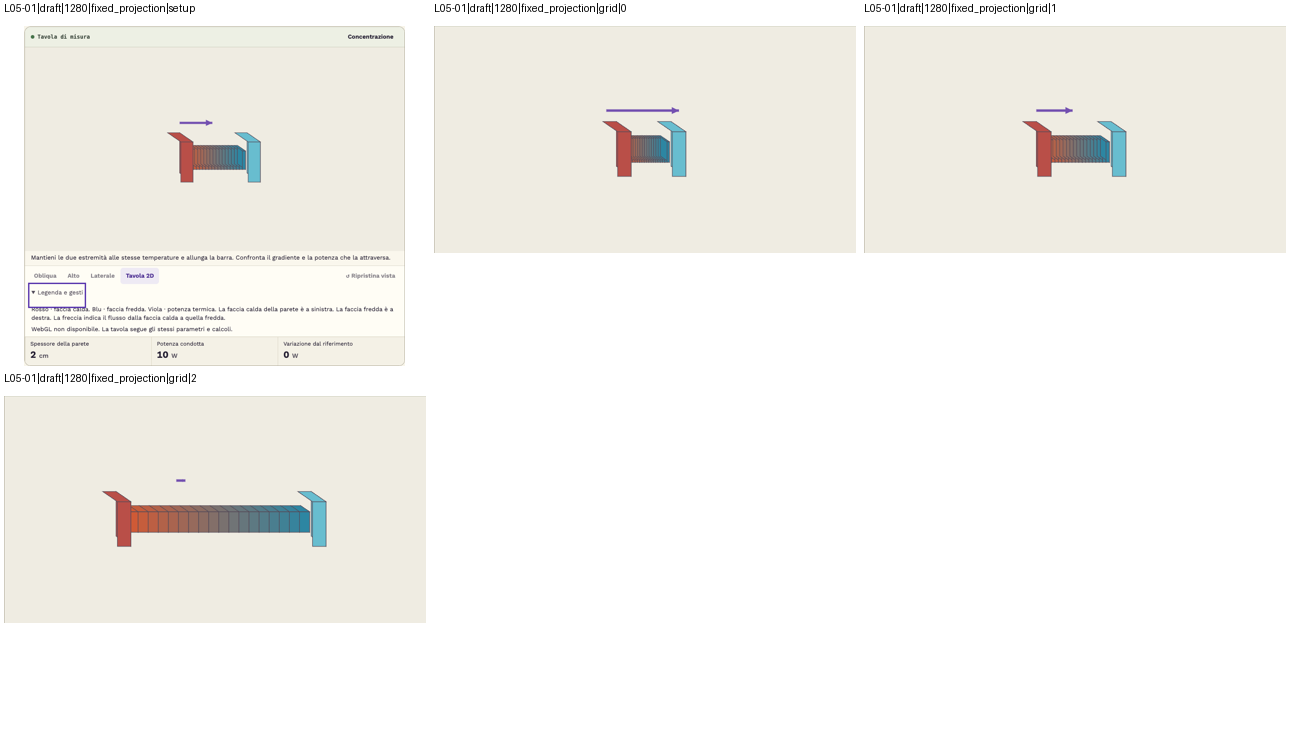 L05-01|draft|1280|fixed_projection|setup
Tavola di misura
Concentrazione
Mantieni le due estremità alle stesse temperature e allunga la barra. Confronta il gradiente e la potenza che la attraversa.
Obliqua Alto Laterale Tavola 2D
↺ Ripristina vista
▼ Legenda e gesti
Rosso · faccia calda. Blu · faccia fredda. Viola · potenza termica. La faccia calda della parete è a sinistra. La faccia fredda è a
destra. La freccia indica il flusso dalla faccia calda a quella fredda.
WebGL non disponibile. La tavola segue gli stessi parametri e calcoli.
Spessore della parete
2 cm
Potenza condotta
10 W
Variazione dal riferimento
0 W
L05-01|draft|1280|fixed_projection|grid|0
L05-01|draft|1280|fixed_projection|grid|1
L05-01|draft|1280|fixed_projection|grid|2